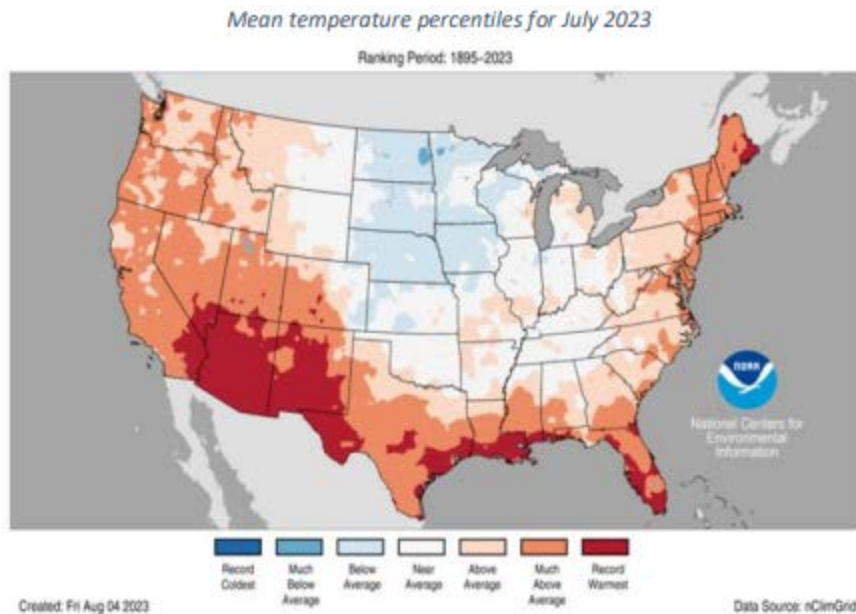 Mean temperature percentiles for July 2023
Ranking Period: 1895–2023
NOAA
National Centers for
Environmental
Information
Record
Coldest
Much
Below
Average
Below
Average
Near
Average
Above
Average
Much
Above
Average
Record
Warmest
Created: Fri Aug 04 2023
Data Source: nClimGrid